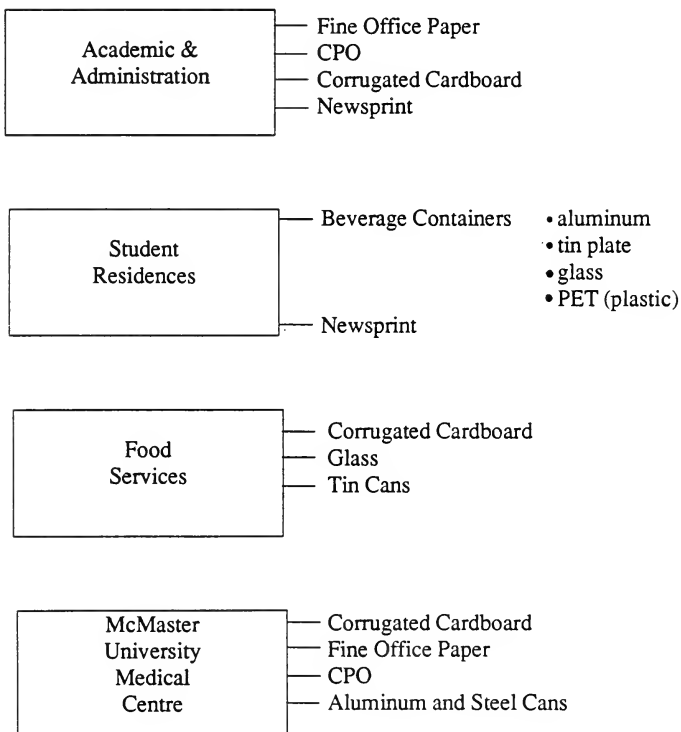 Academic &
Administration
Fine Office Paper
CPO
Corrugated Cardboard
Newsprint
Student
Residences
Beverage Containers
• aluminum
• tin plate
• glass
• PET (plastic)
Newsprint
Food
Services
Corrugated Cardboard
Glass
Tin Cans
McMaster
University
Medical
Centre
Corrugated Cardboard
Fine Office Paper
CPO
Aluminum and Steel Cans